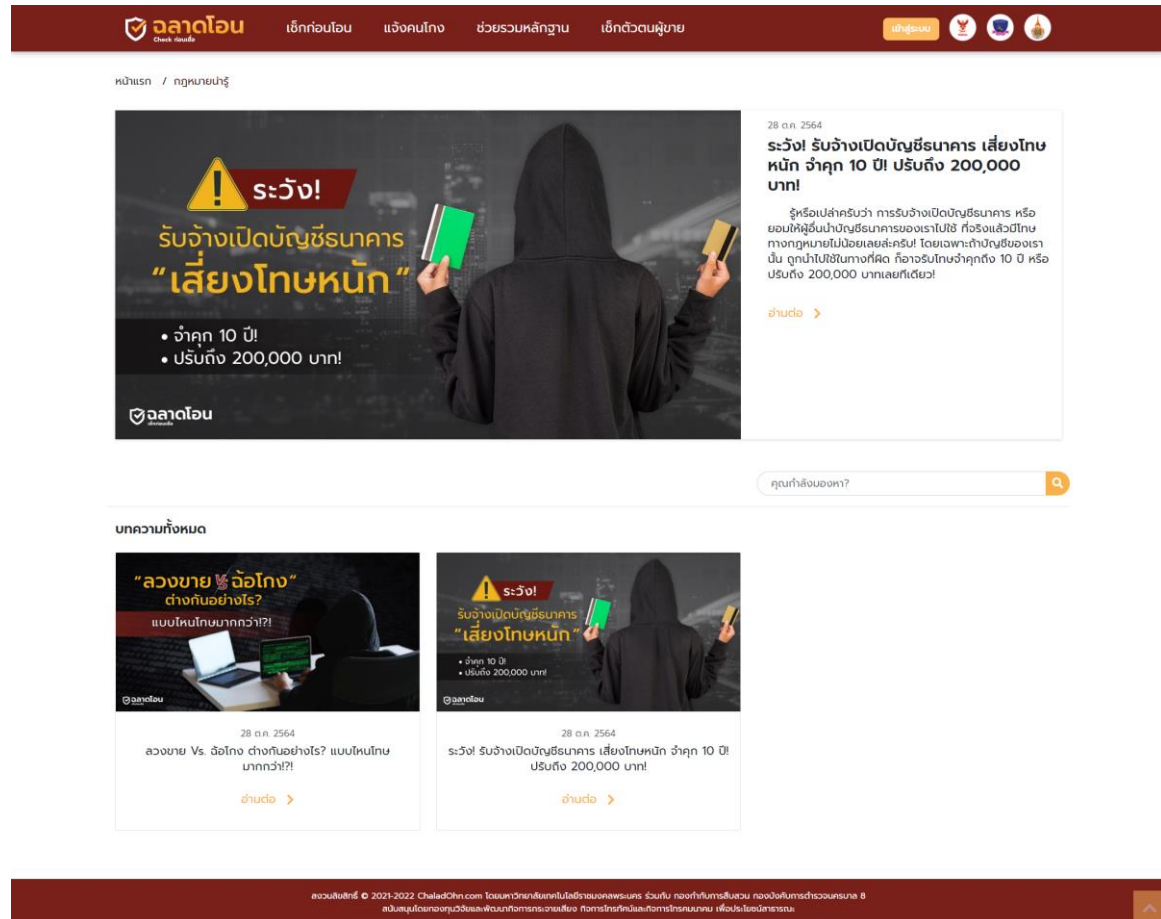 ฉลาดโอน
Check ก่อนเชื่อ
เช็กก่อนโอน
แจ้งคนโกง
ช่วยรวมหลักฐาน
เช็กตัวตนผู้ขาย
เข้าสู่ระบบ
หน้าแรก / กฎหมายน่ารู้
ระวัง!
รับจ้างเปิดบัญชีธนาคาร
“เสี่ยงโทษหนัก”
• จำคุก 10 ปี!
• ปรับถึง 200,000 บาท!
ฉลาดโอน
28 ต.ค. 2564
ระวัง! รับจ้างเปิดบัญชีธนาคาร เสี่ยงโทษ
หนัก จำคุก 10 ปี! ปรับถึง 200,000
บาท!
รู้หรือเปล่าครับว่า การรับจ้างเปิดบัญชีธนาคาร หรือ
ยอมให้ผู้อื่นนำบัญชีธนาคารของเราไปใช้ ที่จริงแล้วมีโทษ
ทางกฎหมายไม่น้อยเลยล่ะครับ! โดยเฉพาะถ้าบัญชีของเรา
นั้น ถูกนำไปใช้ในทางที่ผิด ก็อาจรับโทษจำคุกถึง 10 ปี หรือ
ปรับถึง 200,000 บาทเลยทีเดียว!
อ่านต่อ
คุณกำลังมองหา?
บทความทั้งหมด
“ลวงขาย VS ฉ้อโกง”
ต่างกันอย่างไร?
แบบไหนโทษมากกว่า!?!
ฉลาดโอน
28 ต.ค. 2564
ลวงขาย Vs. ฉ้อโกง ต่างกันอย่างไร? แบบไหนโทษ
มากกว่า!?!
อ่านต่อ
ระวัง!
รับจ้างเปิดบัญชีธนาคาร
“เสี่ยงโทษหนัก”
• จำคุก 10 ปี!
• ปรับถึง 200,000 บาท!
ฉลาดโอน
28 ต.ค. 2564
ระวัง! รับจ้างเปิดบัญชีธนาคาร เสี่ยงโทษหนัก จำคุก 10 ปี!
ปรับถึง 200,000 บาท!
อ่านต่อ
สงวนลิขสิทธิ์ © 2021-2022 ChaladOhn.com โดยมหาวิทยาลัยเทคโนโลยีราชมงคลพระนคร ร่วมกับ กองกำกับการสืบสวน กองบังคับการตำรวจนครบาล 8
สนับสนุนโดยกองทุนวิจัยและพัฒนากิจการกระจายเสียง กิจการโทรทัศน์และกิจการโทรคมนาคม เพื่อประโยชน์สาธารณะ